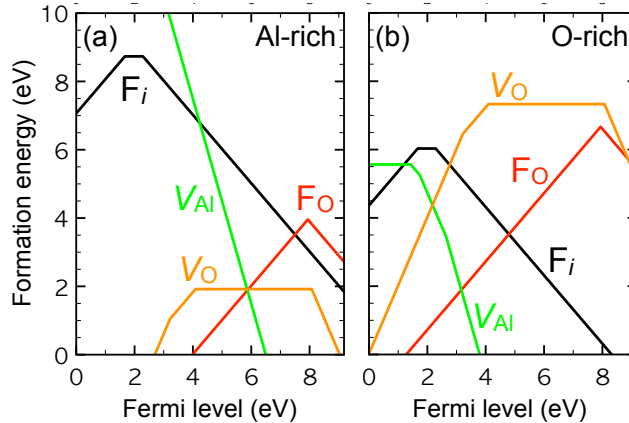 (a) Al-rich
(b) O-rich
Formation energy (eV)
10
8
6
4
2
0
F_i
V_Al
F_O
V_O
V_O
F_O
F_i
V_Al
0 2 4 6 8
0 2 4 6 8
Fermi level (eV)
Fermi level (eV)